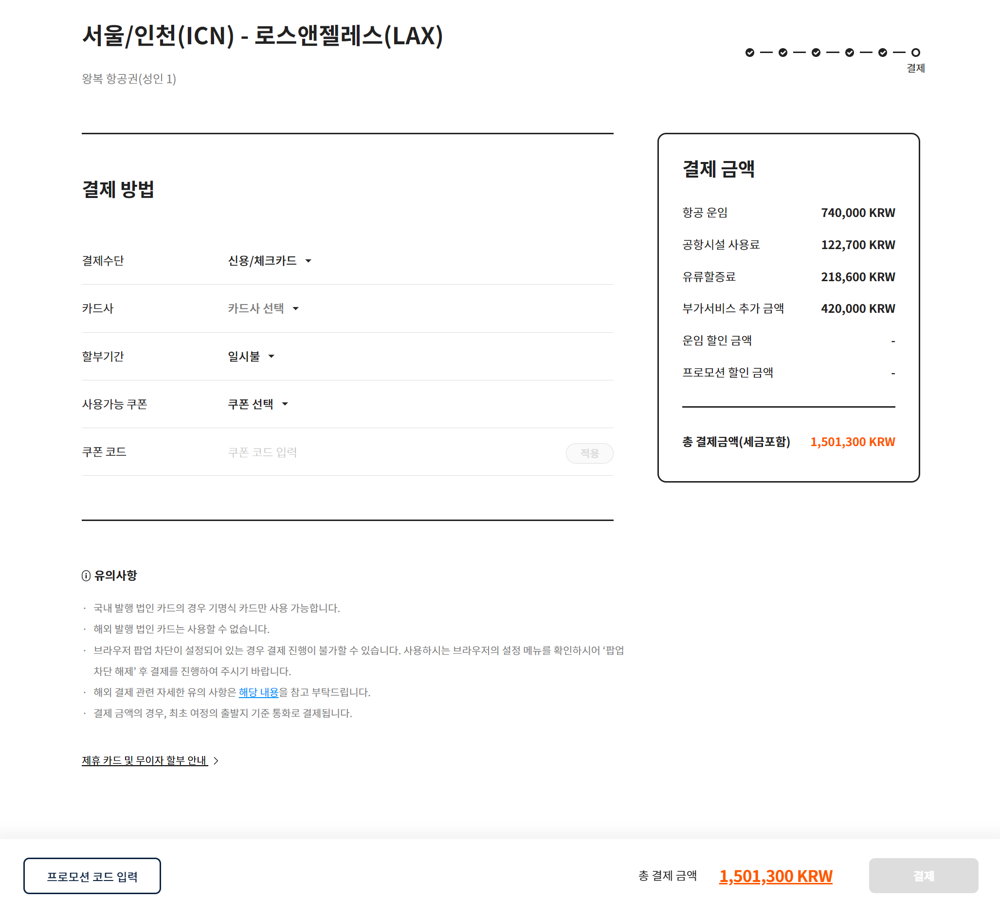 서울/인천(ICN) - 로스앤젤레스(LAX)
왕복 항공권(성인 1)
결제
결제 방법
결제수단 신용/체크카드
카드사 카드사 선택
할부기간 일시불
사용가능 쿠폰 쿠폰 선택
쿠폰 코드 쿠폰 코드 입력 적용
결제 금액
항공 운임 740,000 KRW
공항시설 사용료 122,700 KRW
유류할증료 218,600 KRW
부가서비스 추가 금액 420,000 KRW
운임 할인 금액 -
프로모션 할인 금액 -
총 결제금액(세금포함) 1,501,300 KRW
유의사항
· 국내 발행 법인 카드의 경우 기명식 카드만 사용 가능합니다.
· 해외 발행 법인 카드는 사용할 수 없습니다.
· 브라우저 팝업 차단이 설정되어 있는 경우 결제 진행이 불가할 수 있습니다. 사용하시는 브라우저의 설정 메뉴를 확인하시어 ‘팝업
차단 해제’ 후 결제를 진행하여 주시기 바랍니다.
· 해외 결제 관련 자세한 유의 사항은 해당 내용을 참고 부탁드립니다.
· 결제 금액의 경우, 최초 여정의 출발지 기준 통화로 결제됩니다.
제휴 카드 및 무이자 할부 안내
프로모션 코드 입력
총 결제 금액 1,501,300 KRW
결제